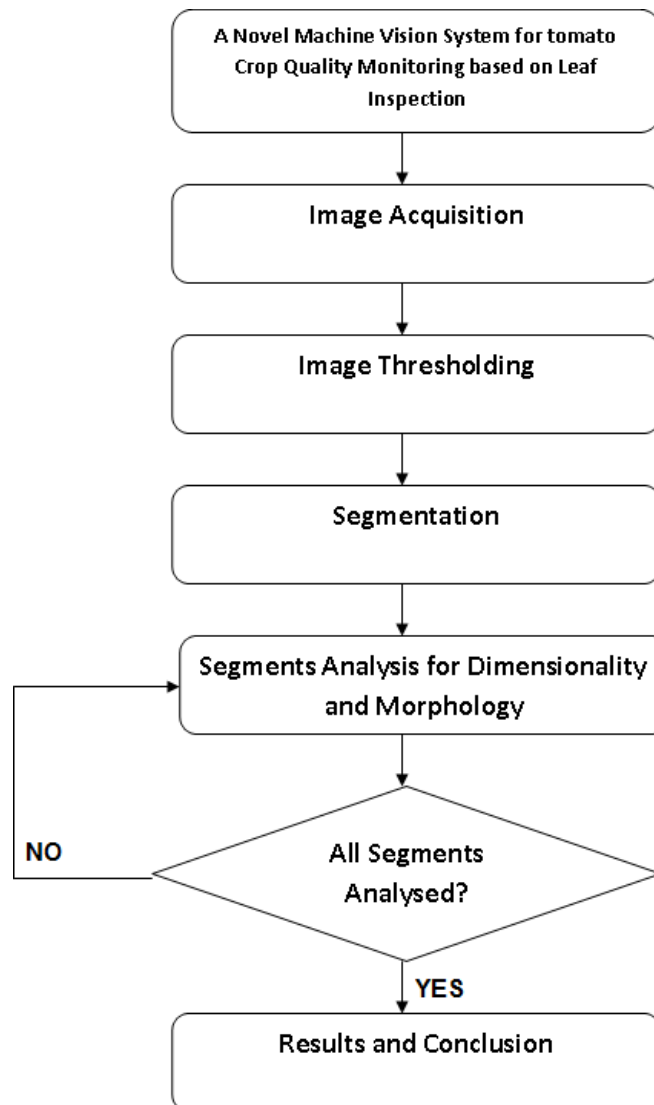 A Novel Machine Vision System for tomato
Crop Quality Monitoring based on Leaf
Inspection
Image Acquisition
Image Thresholding
Segmentation
Segments Analysis for Dimensionality
and Morphology
All Segments
Analysed?
NO
YES
Results and Conclusion